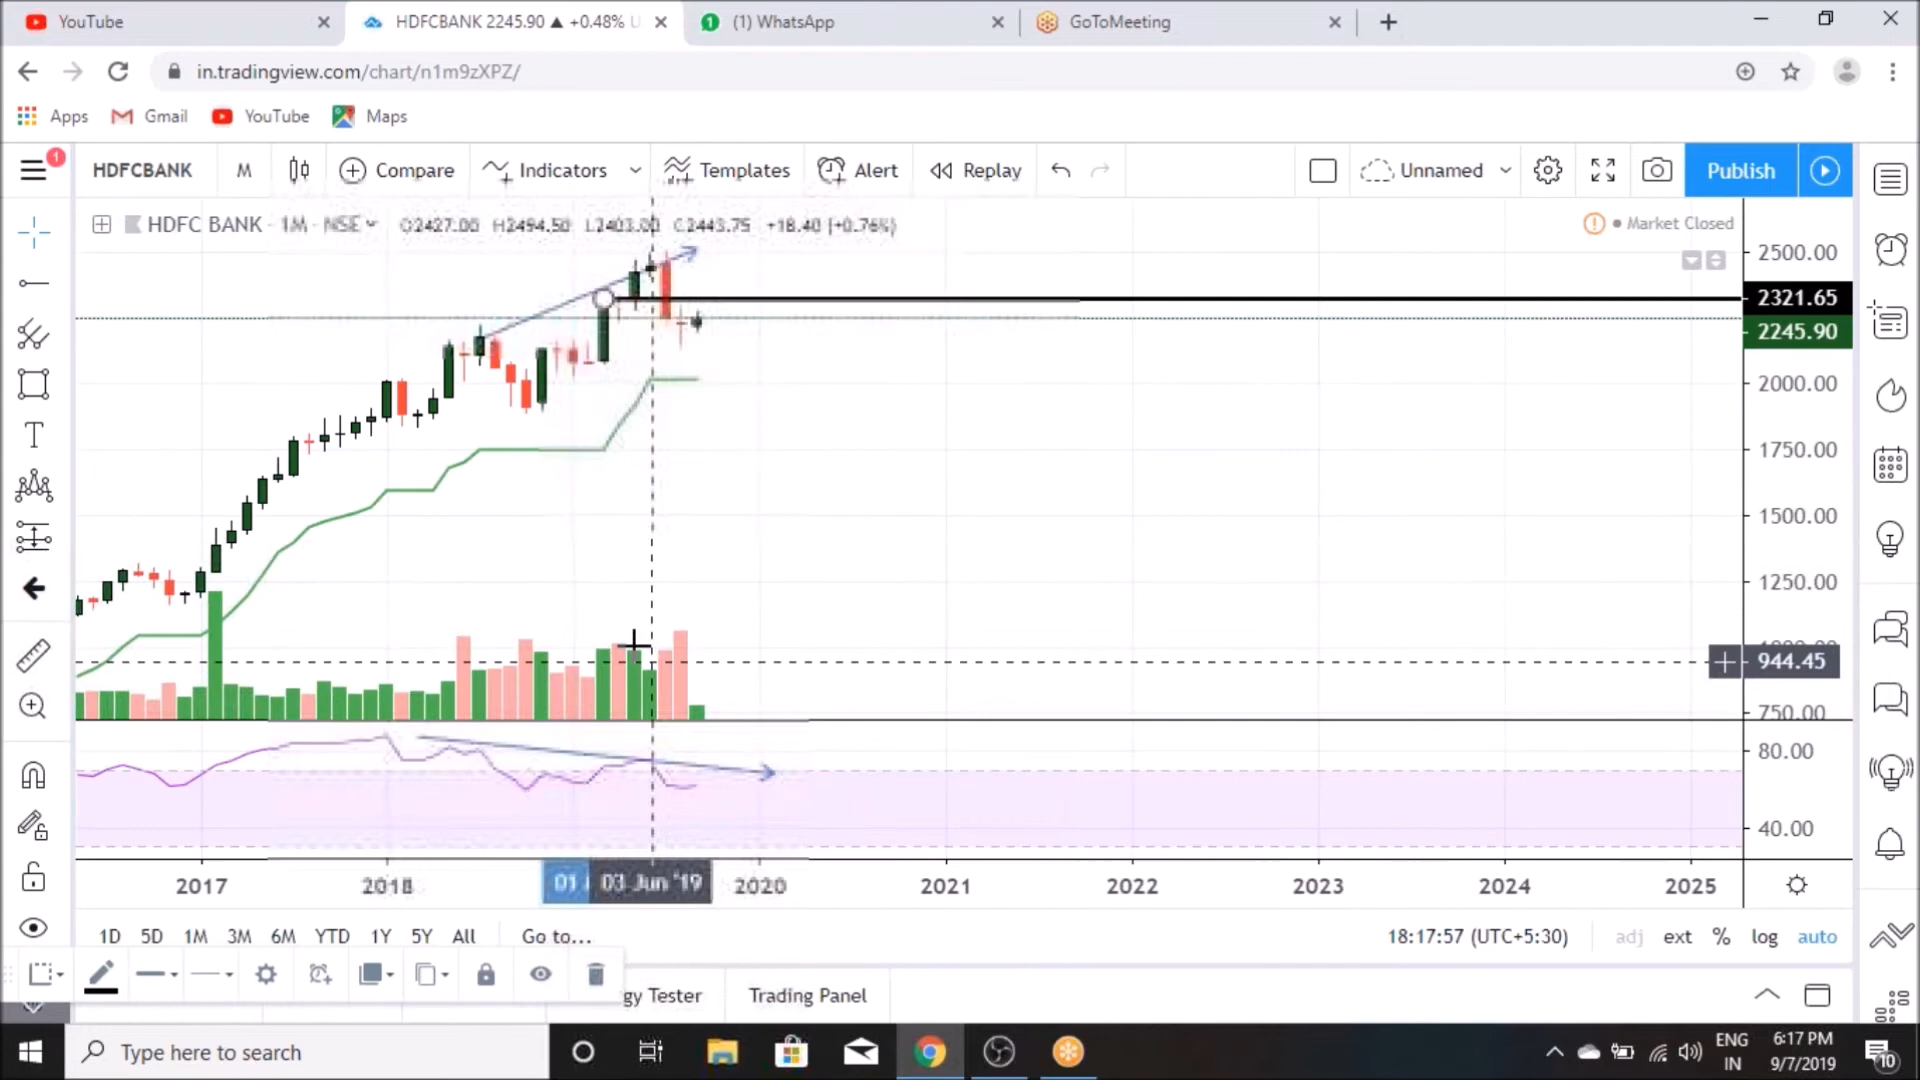 YouTube
HDFCBANK 2245.90 ▲ +0.48% U
(1) WhatsApp
GoToMeeting
in.tradingview.com/chart/n1m9zXPZ/
Apps
Gmail
YouTube
Maps
1
HDFCBANK
M
Compare
Indicators
Templates
Alert
Replay
Unnamed
Publish
HDFC BANK · 1M · NSE
O2427.00 H2494.50 L2403.00 C2443.75 +18.40 (+0.76%)
Market Closed
2500.00
2321.65
2245.90
2000.00
1750.00
1500.00
1250.00
944.45
750.00
80.00
40.00
2017
2018
01
03 Jun '19
2020
2021
2022
2023
2024
2025
1D 5D 1M 3M 6M YTD 1Y 5Y All
Go to...
18:17:57 (UTC+5:30)
adj ext % log auto
gy Tester
Trading Panel
Type here to search
ENG
IN
6:17 PM
9/7/2019
10